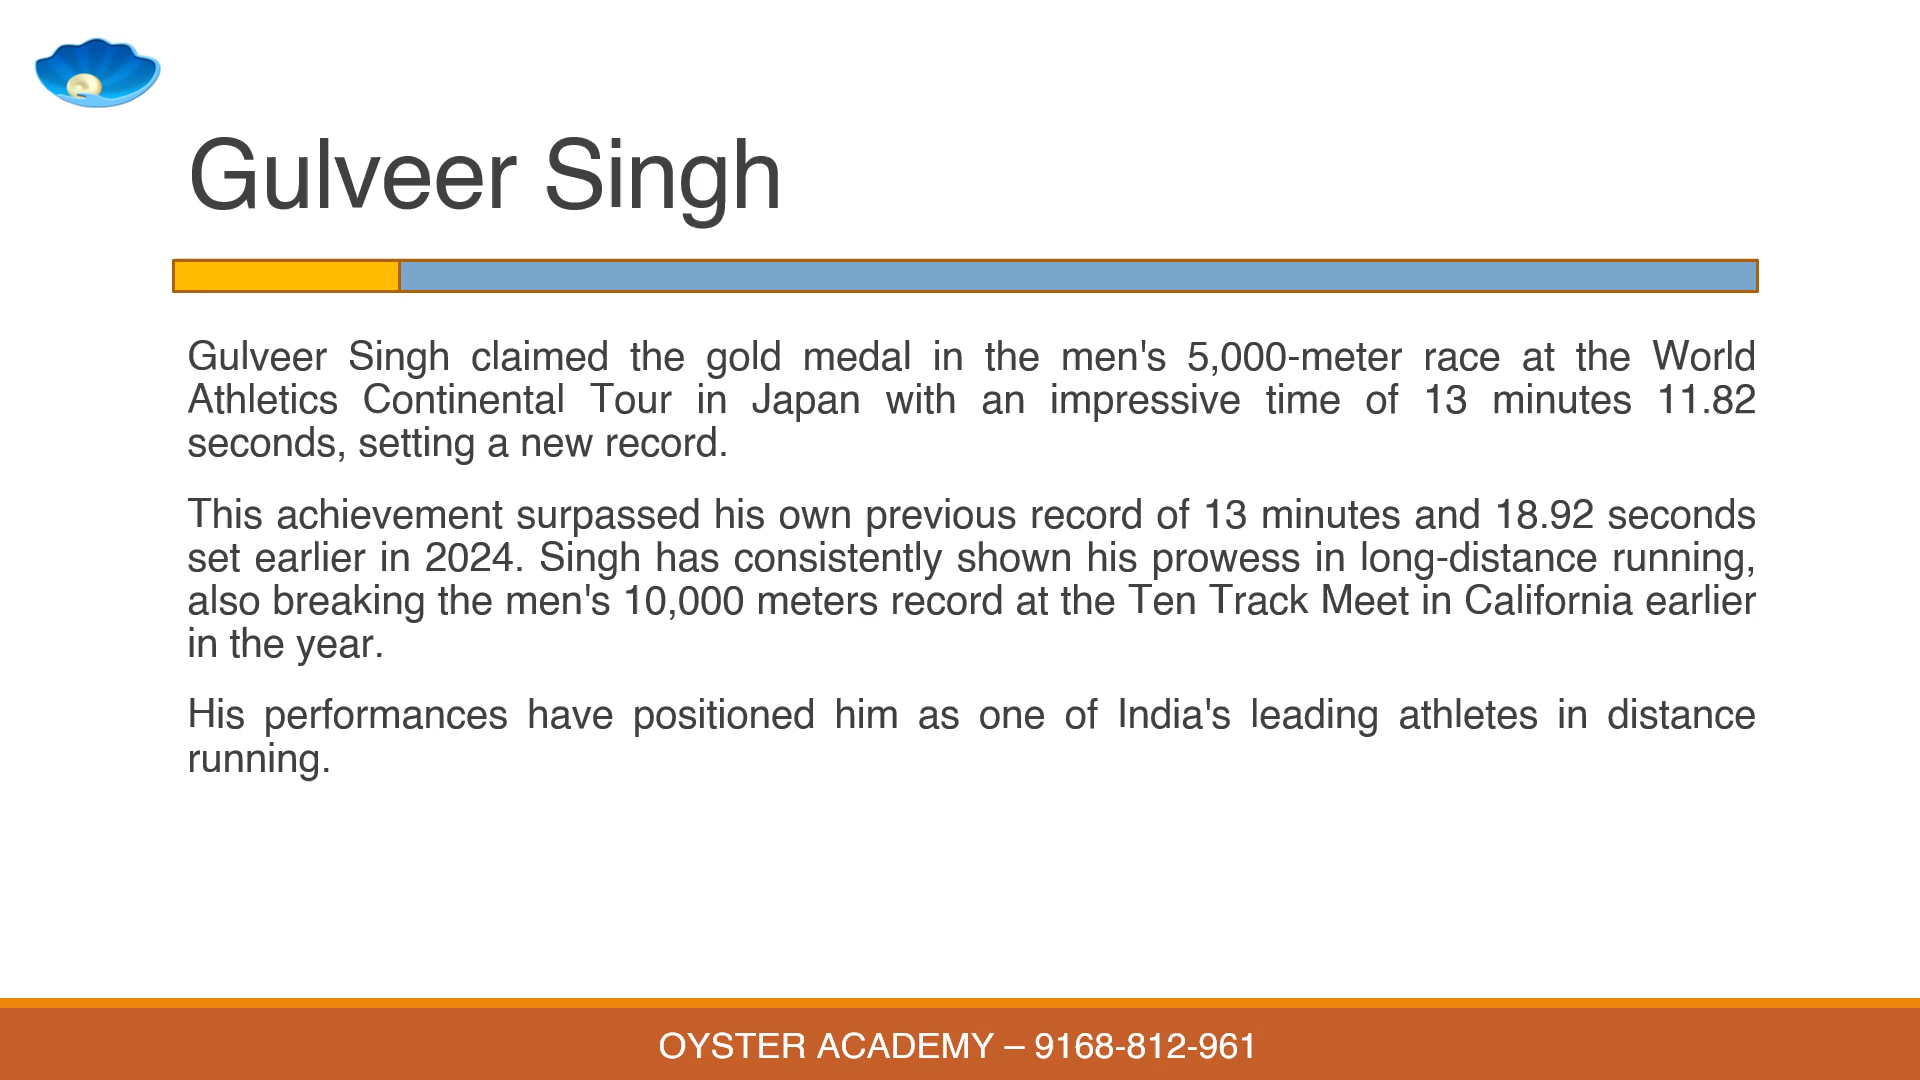 Gulveer Singh
Gulveer Singh claimed the gold medal in the men's 5,000-meter race at the World
Athletics Continental Tour in Japan with an impressive time of 13 minutes 11.82
seconds, setting a new record.
This achievement surpassed his own previous record of 13 minutes and 18.92 seconds
set earlier in 2024. Singh has consistently shown his prowess in long-distance running,
also breaking the men's 10,000 meters record at the Ten Track Meet in California earlier
in the year.
His performances have positioned him as one of India's leading athletes in distance
running.
OYSTER ACADEMY – 9168-812-961